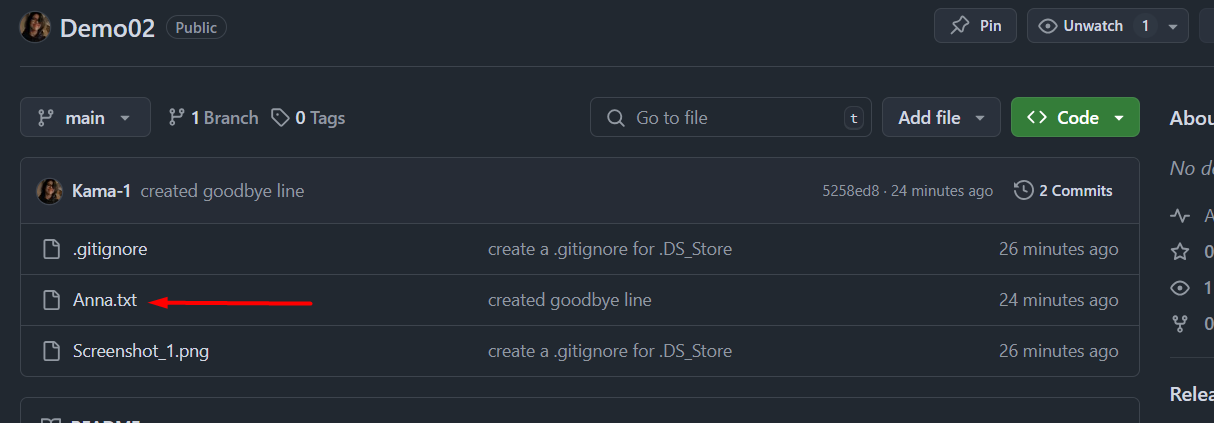 Demo02 Public Pin Unwatch 1
main 1 Branch 0 Tags Go to file t Add file Code
Kama-1 created goodbye line 5258ed8 · 24 minutes ago 2 Commits
.gitignore create a .gitignore for .DS_Store 26 minutes ago
Anna.txt created goodbye line 24 minutes ago
Screenshot_1.png create a .gitignore for .DS_Store 26 minutes ago
Abou
No de
A
0
1
0
Relea